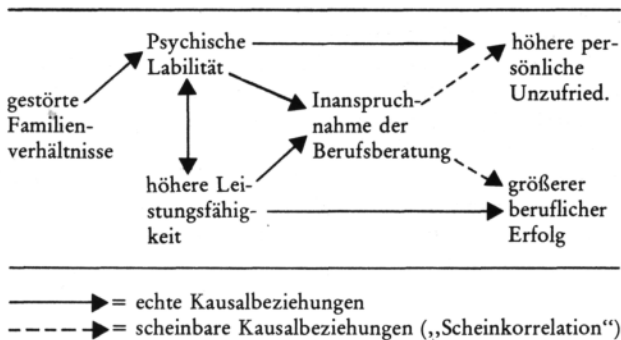 gestörte
Familien-
verhältnisse
Psychische
Labilität
höhere Lei-
stungsfähig-
keit
Inanspruch-
nahme der
Berufsberatung
höhere per-
sönliche
Unzufried.
größerer
beruflicher
Erfolg
= echte Kausalbeziehungen
= scheinbare Kausalbeziehungen („Scheinkorrelation“)